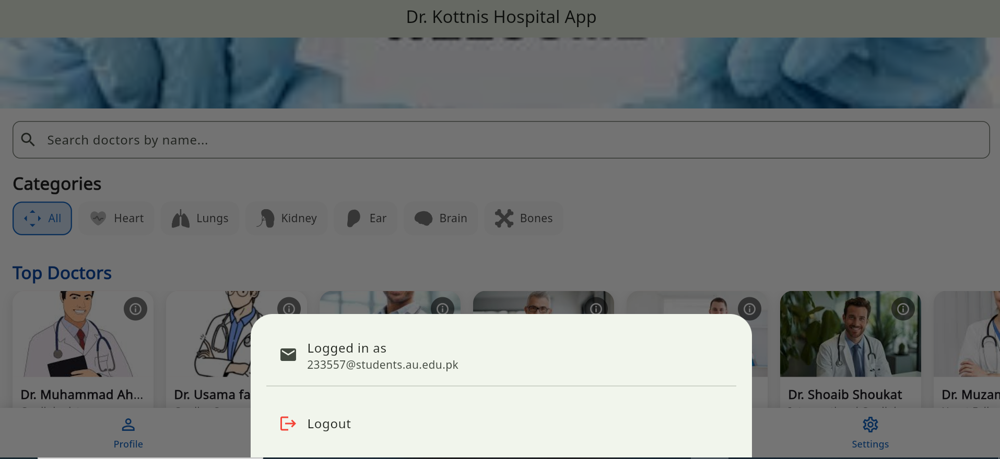 Dr. Kottnis Hospital App
Search doctors by name...
Categories
All
Heart
Lungs
Kidney
Ear
Brain
Bones
Top Doctors
Dr. Muhammad Ah...
Dr. Usama fa
Dr. Shoaib Shoukat
Dr. Muzan
Logged in as
233557@students.au.edu.pk
Logout
Profile
Settings